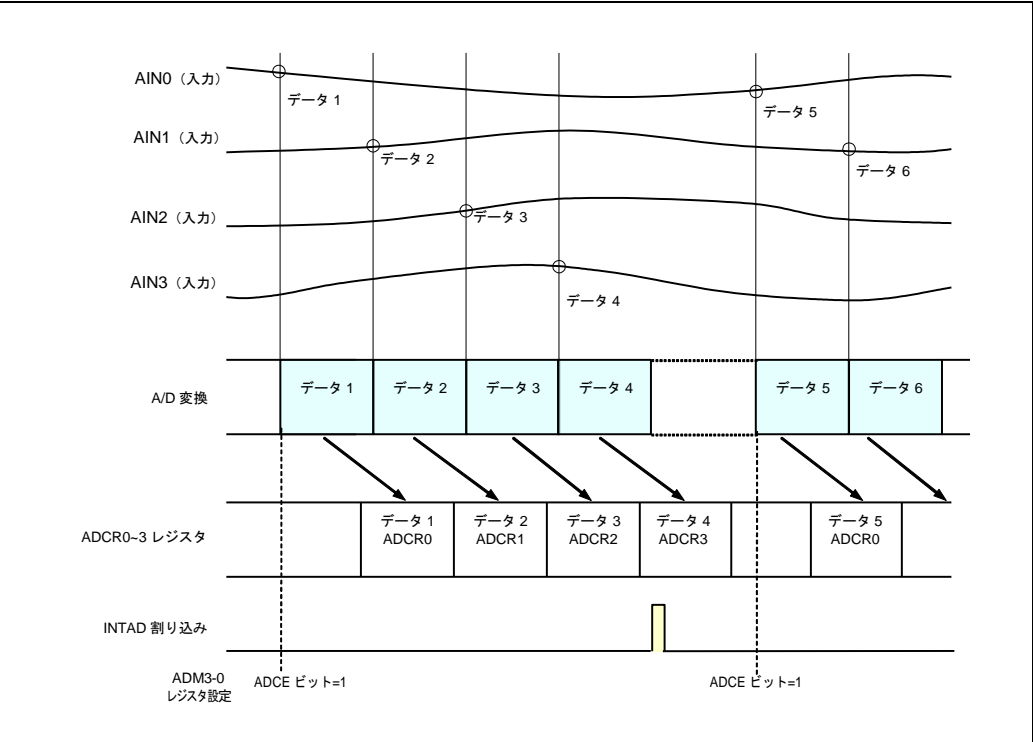 AIN0（入力）
データ 1
データ 5
AIN1（入力）
データ 2
データ 6
AIN2（入力）
データ 3
AIN3（入力）
データ 4
A/D 変換
データ 1
データ 2
データ 3
データ 4
データ 5
データ 6
ADCR0~3 レジスタ
データ 1
ADCR0
データ 2
ADCR1
データ 3
ADCR2
データ 4
ADCR3
データ 5
ADCR0
INTAD 割り込み
ADM3-0
レジスタ設定
ADCE ビット=1
ADCE ビット=1